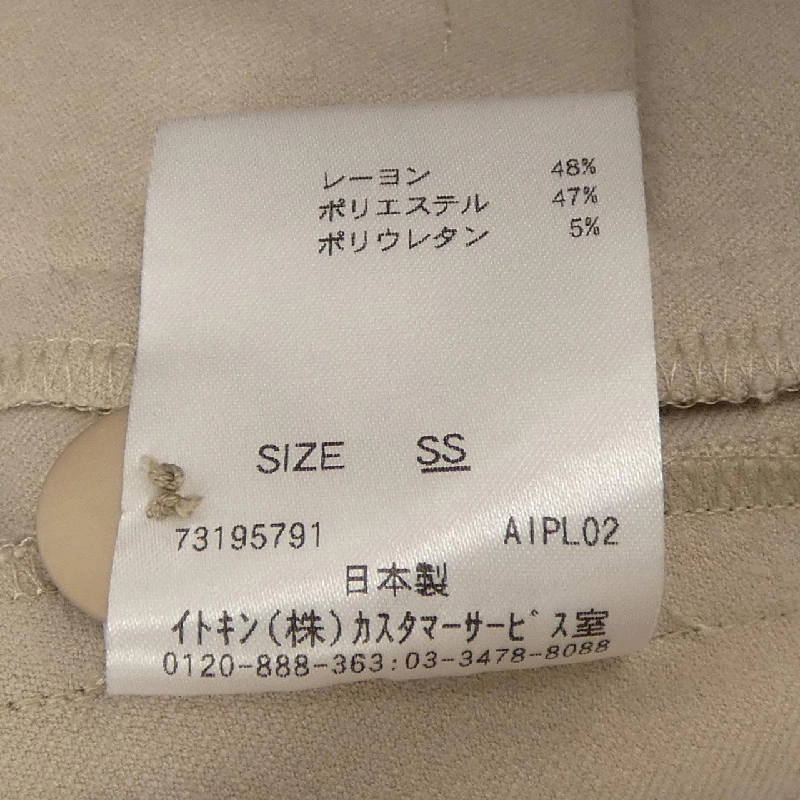 レーヨン 48%
ポリエステル 47%
ポリウレタン 5%
SIZE SS
73195791 AIPL02
日本製
イトキン(株)カスタマーサービス室
0120-888-363:03-3478-8088